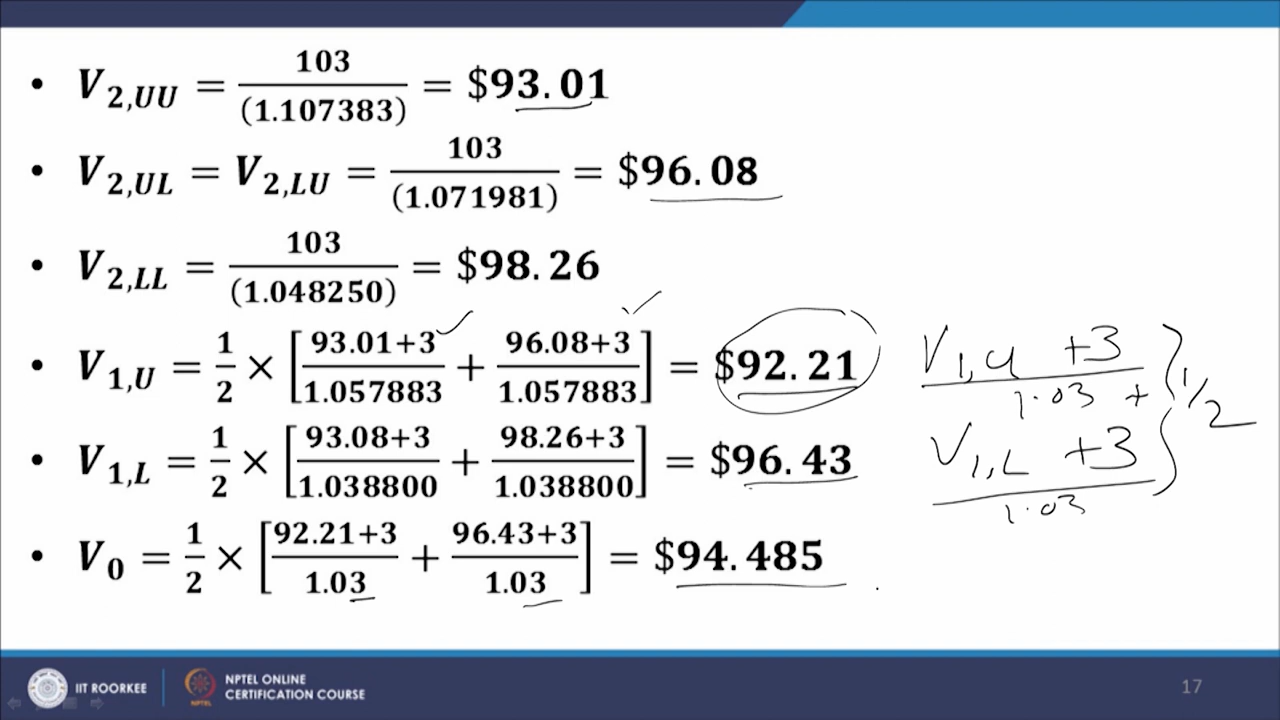 • V₂,UU = 103/(1.107383) = $93.01
• V₂,UL = V₂,LU = 103/(1.071981) = $96.08
• V₂,LL = 103/(1.048250) = $98.26
• V₁,U = 1/2 × [93.01+3/1.057883 + 96.08+3/1.057883] = $92.21
V₁,u +3 / 1.03 +
1/2
• V₁,L = 1/2 × [93.08+3/1.038800 + 98.26+3/1.038800] = $96.43
V₁,L +3 / 1.03
• V₀ = 1/2 × [92.21+3/1.03 + 96.43+3/1.03] = $94.485
IIT ROORKEE
NPTEL ONLINE
CERTIFICATION COURSE
NPTEL
17